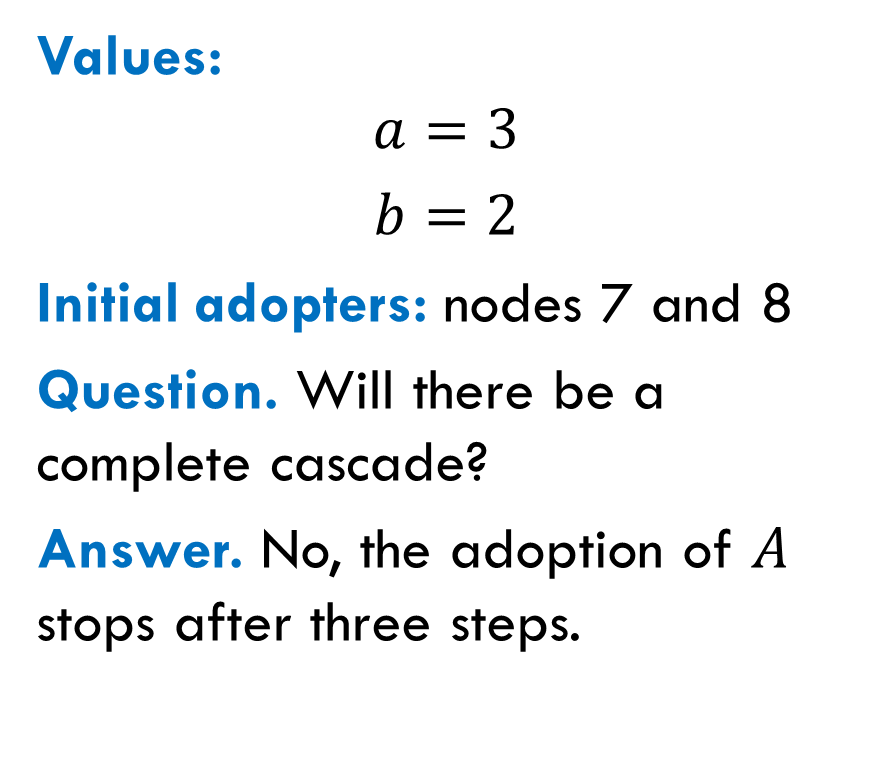 Values:
𝑎 = 3
𝑏 = 2
Initial adopters: nodes 7 and 8
Question. Will there be a
complete cascade?
Answer. No, the adoption of 𝐴
stops after three steps.